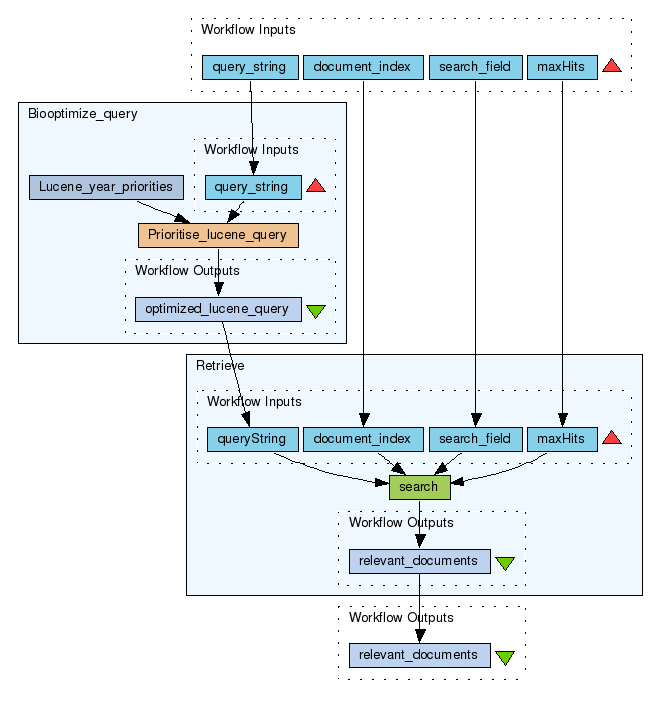 Workflow Inputs
query_string
document_index
search_field
maxHits
Biooptimize_query
Workflow Inputs
Lucene_year_priorities
query_string
Prioritise_lucene_query
Workflow Outputs
optimized_lucene_query
Retrieve
Workflow Inputs
queryString
document_index
search_field
maxHits
search
Workflow Outputs
relevant_documents
Workflow Outputs
relevant_documents